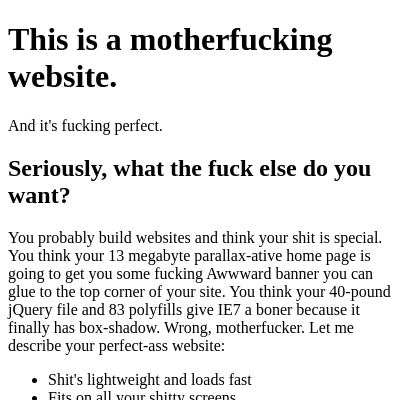 This is a motherfucking
website.
And it's fucking perfect.
Seriously, what the fuck else do you
want?
You probably build websites and think your shit is special.
You think your 13 megabyte parallax-ative home page is
going to get you some fucking Awwward banner you can
glue to the top corner of your site. You think your 40-pound
jQuery file and 83 polyfills give IE7 a boner because it
finally has box-shadow. Wrong, motherfucker. Let me
describe your perfect-ass website:
• Shit's lightweight and loads fast
• Fits on all your shitty screens